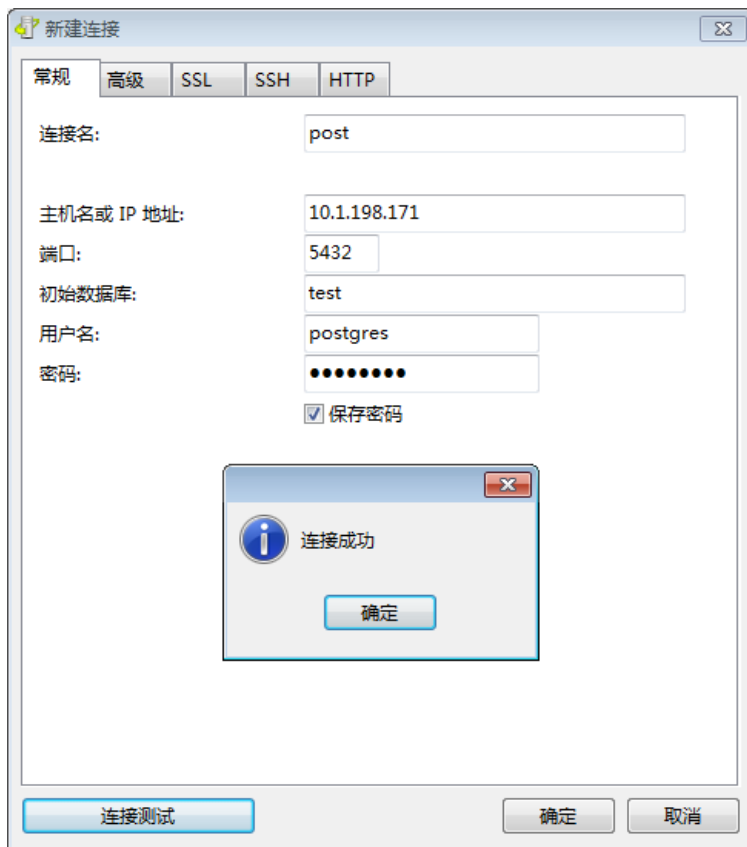 新建连接
常规 高级 SSL SSH HTTP
连接名: post
主机名或 IP 地址: 10.1.198.171
端口: 5432
初始数据库: test
用户名: postgres
密码: ●●●●●●●●
保存密码
连接成功
确定
连接测试 确定 取消